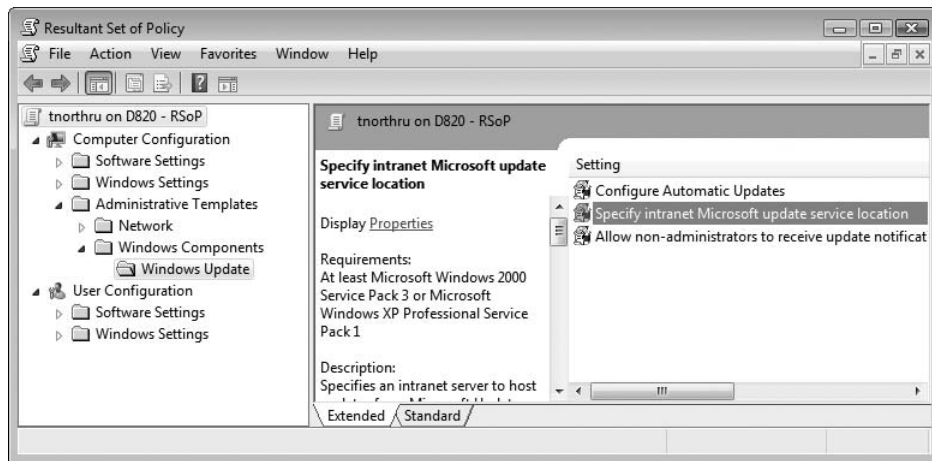 Resultant Set of Policy
File Action View Favorites Window Help
tnorthru on D820 - RSoP
Computer Configuration
Software Settings
Windows Settings
Administrative Templates
Network
Windows Components
Windows Update
User Configuration
Software Settings
Windows Settings
tnorthru on D820 - RSoP
Specify intranet Microsoft update
service location
Display Properties
Requirements:
At least Microsoft Windows 2000
Service Pack 3 or Microsoft
Windows XP Professional Service
Pack 1
Description:
Specifies an intranet server to host
Setting
Configure Automatic Updates
Specify intranet Microsoft update service location
Allow non-administrators to receive update notificat
Extended Standard